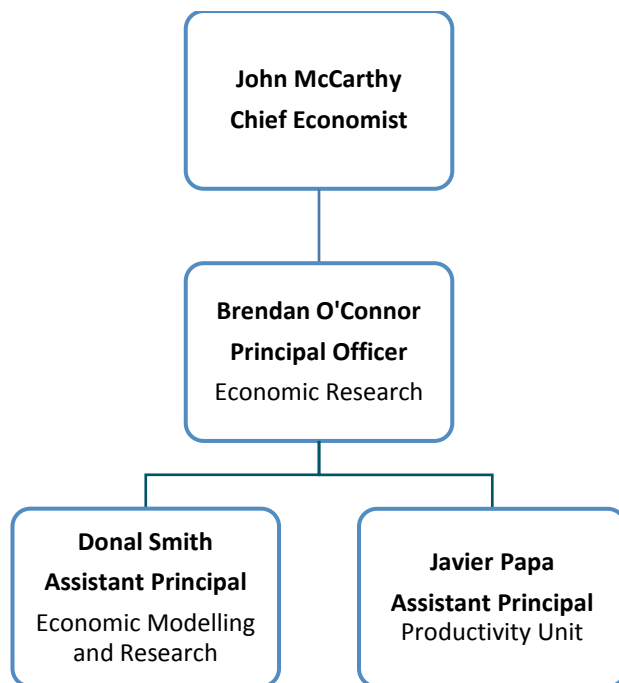 John McCarthy
Chief Economist
Brendan O'Connor
Principal Officer
Economic Research
Donal Smith
Assistant Principal
Economic Modelling
and Research
Javier Papa
Assistant Principal
Productivity Unit